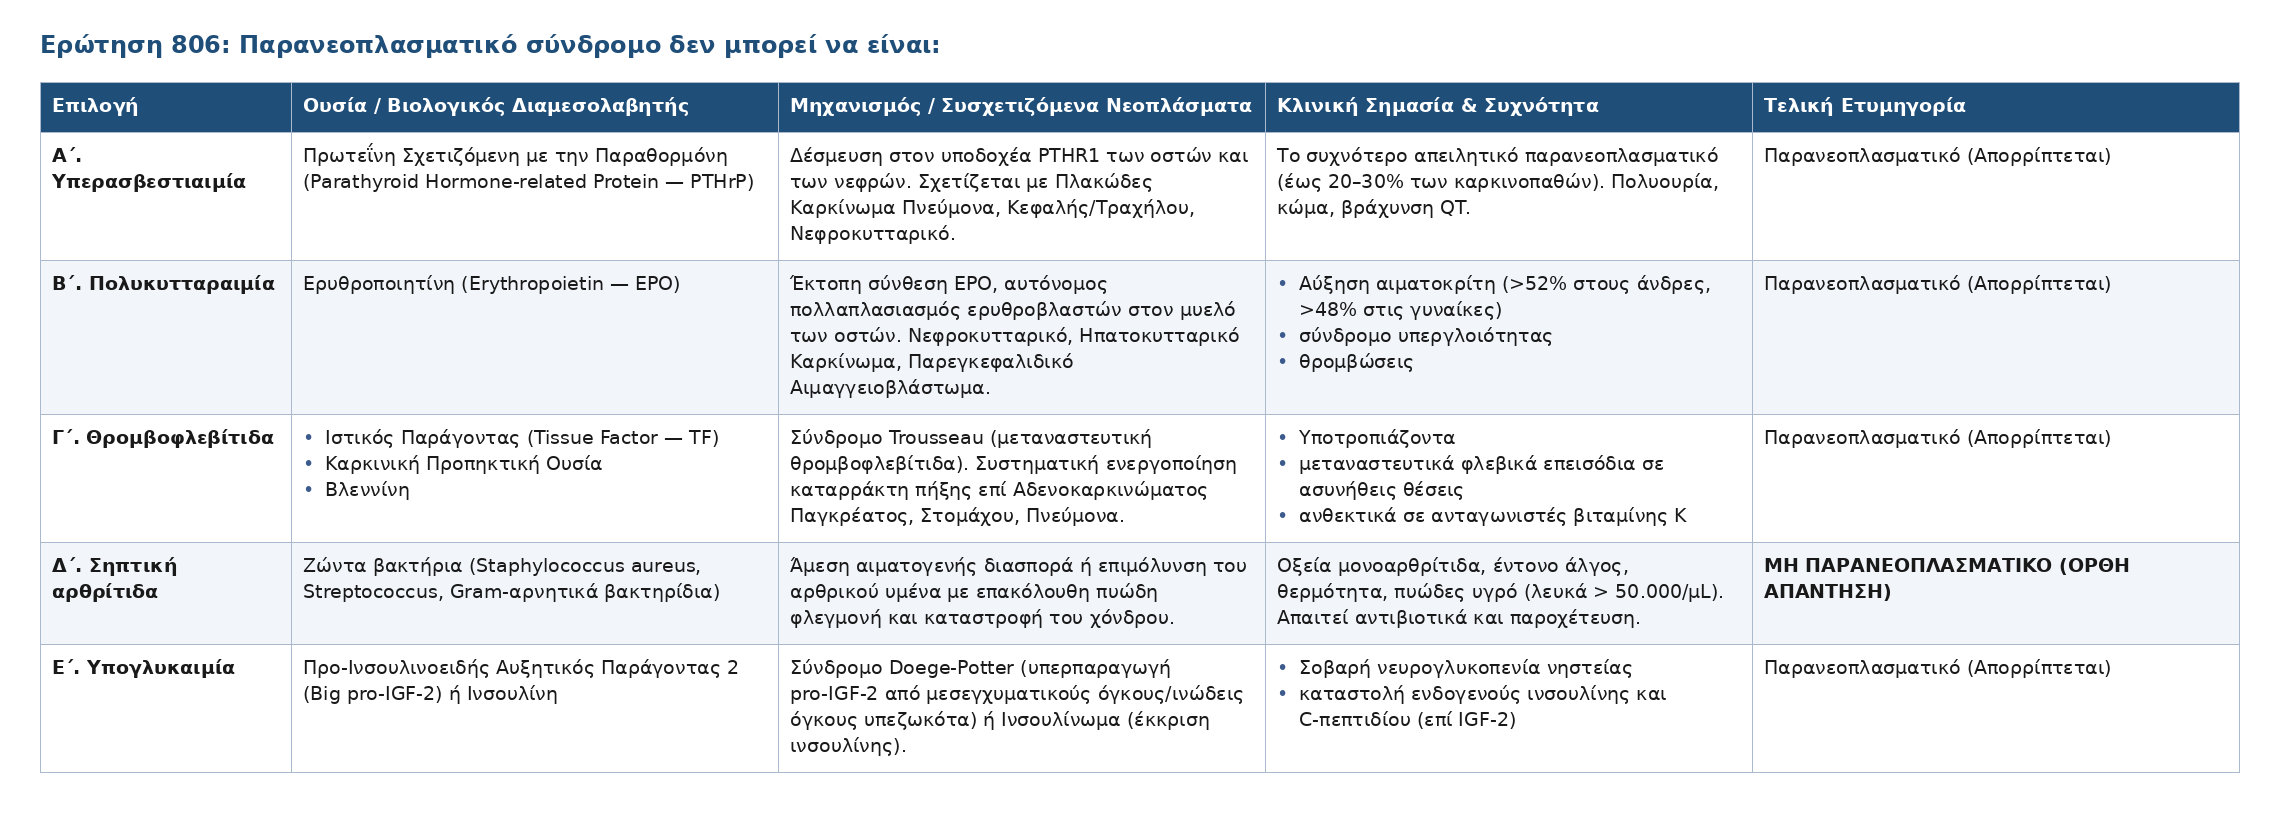 Ερώτηση 806: Παρανεοπλασματικό σύνδρομο δεν μπορεί να είναι:
Επιλογή
Ουσία / Βιολογικός Διαμεσολαβητής
Μηχανισμός / Συσχετιζόμενα Νεοπλάσματα
Κλινική Σημασία & Συχνότητα
Τελική Ετυμηγορία
Α΄.
Υπερασβεστιαιμία
Πρωτεΐνη Σχετιζόμενη με την Παραθορμόνη
(Parathyroid Hormone-related Protein — PTHrP)
Δέσμευση στον υποδοχέα PTHR1 των οστών και
των νεφρών. Σχετίζεται με Πλακώδες
Καρκίνωμα Πνεύμονα, Κεφαλής/Τραχήλου,
Νεφροκυτταρικό.
Το συχνότερο απειλητικό παρανεοπλασματικό
(έως 20–30% των καρκινοπαθών). Πολυουρία,
κώμα, βράχυνση QT.
Παρανεοπλασματικό (Απορρίπτεται)
Β΄. Πολυκυτταραιμία
Ερυθροποιητίνη (Erythropoietin — EPO)
Έκτοπη σύνθεση EPO, αυτόνομος
πολλαπλασιασμός ερυθροβλαστών στον μυελό
των οστών. Νεφροκυτταρικό, Ηπατοκυτταρικό
Καρκίνωμα, Παρεγκεφαλιδικό
Αιμαγγειοβλάστωμα.
• Αύξηση αιματοκρίτη (>52% στους άνδρες,
>48% στις γυναίκες)
• σύνδρομο υπεργλοιότητας
• θρομβώσεις
Παρανεοπλασματικό (Απορρίπτεται)
Γ΄. Θρομβοφλεβίτιδα
• Ιστικός Παράγοντας (Tissue Factor — TF)
• Καρκινική Προπηκτική Ουσία
• Βλεννίνη
Σύνδρομο Trousseau (μεταναστευτική
θρομβοφλεβίτιδα). Συστηματική ενεργοποίηση
καταρράκτη πήξης επί Αδενοκαρκινώματος
Παγκρέατος, Στομάχου, Πνεύμονα.
• Υποτροπιάζοντα
• μεταναστευτικά φλεβικά επεισόδια σε
ασυνήθεις θέσεις
• ανθεκτικά σε ανταγωνιστές βιταμίνης Κ
Παρανεοπλασματικό (Απορρίπτεται)
Δ΄. Σηπτική
αρθρίτιδα
Ζώντα βακτήρια (Staphylococcus aureus,
Streptococcus, Gram-αρνητικά βακτηρίδια)
Άμεση αιματογενής διασπορά ή επιμόλυνση του
αρθρικού υμένα με επακόλουθη πυώδη
φλεγμονή και καταστροφή του χόνδρου.
Οξεία μονοαρθρίτιδα, έντονο άλγος,
θερμότητα, πυώδες υγρό (λευκά > 50.000/μL).
Απαιτεί αντιβιοτικά και παροχέτευση.
ΜΗ ΠΑΡΑΝΕΟΠΛΑΣΜΑΤΙΚΟ (ΟΡΘΗ
ΑΠΑΝΤΗΣΗ)
Ε΄. Υπογλυκαιμία
Προ-Ινσουλινοειδής Αυξητικός Παράγοντας 2
(Big pro-IGF-2) ή Ινσουλίνη
Σύνδρομο Doege-Potter (υπερπαραγωγή
pro-IGF-2 από μεσεγχυματικούς όγκους/ινώδεις
όγκους υπεζωκότα) ή Ινσουλίνωμα (έκκριση
ινσουλίνης).
• Σοβαρή νευρογλυκοπενία νηστείας
• καταστολή ενδογενούς ινσουλίνης και
C-πεπτιδίου (επί IGF-2)
Παρανεοπλασματικό (Απορρίπτεται)